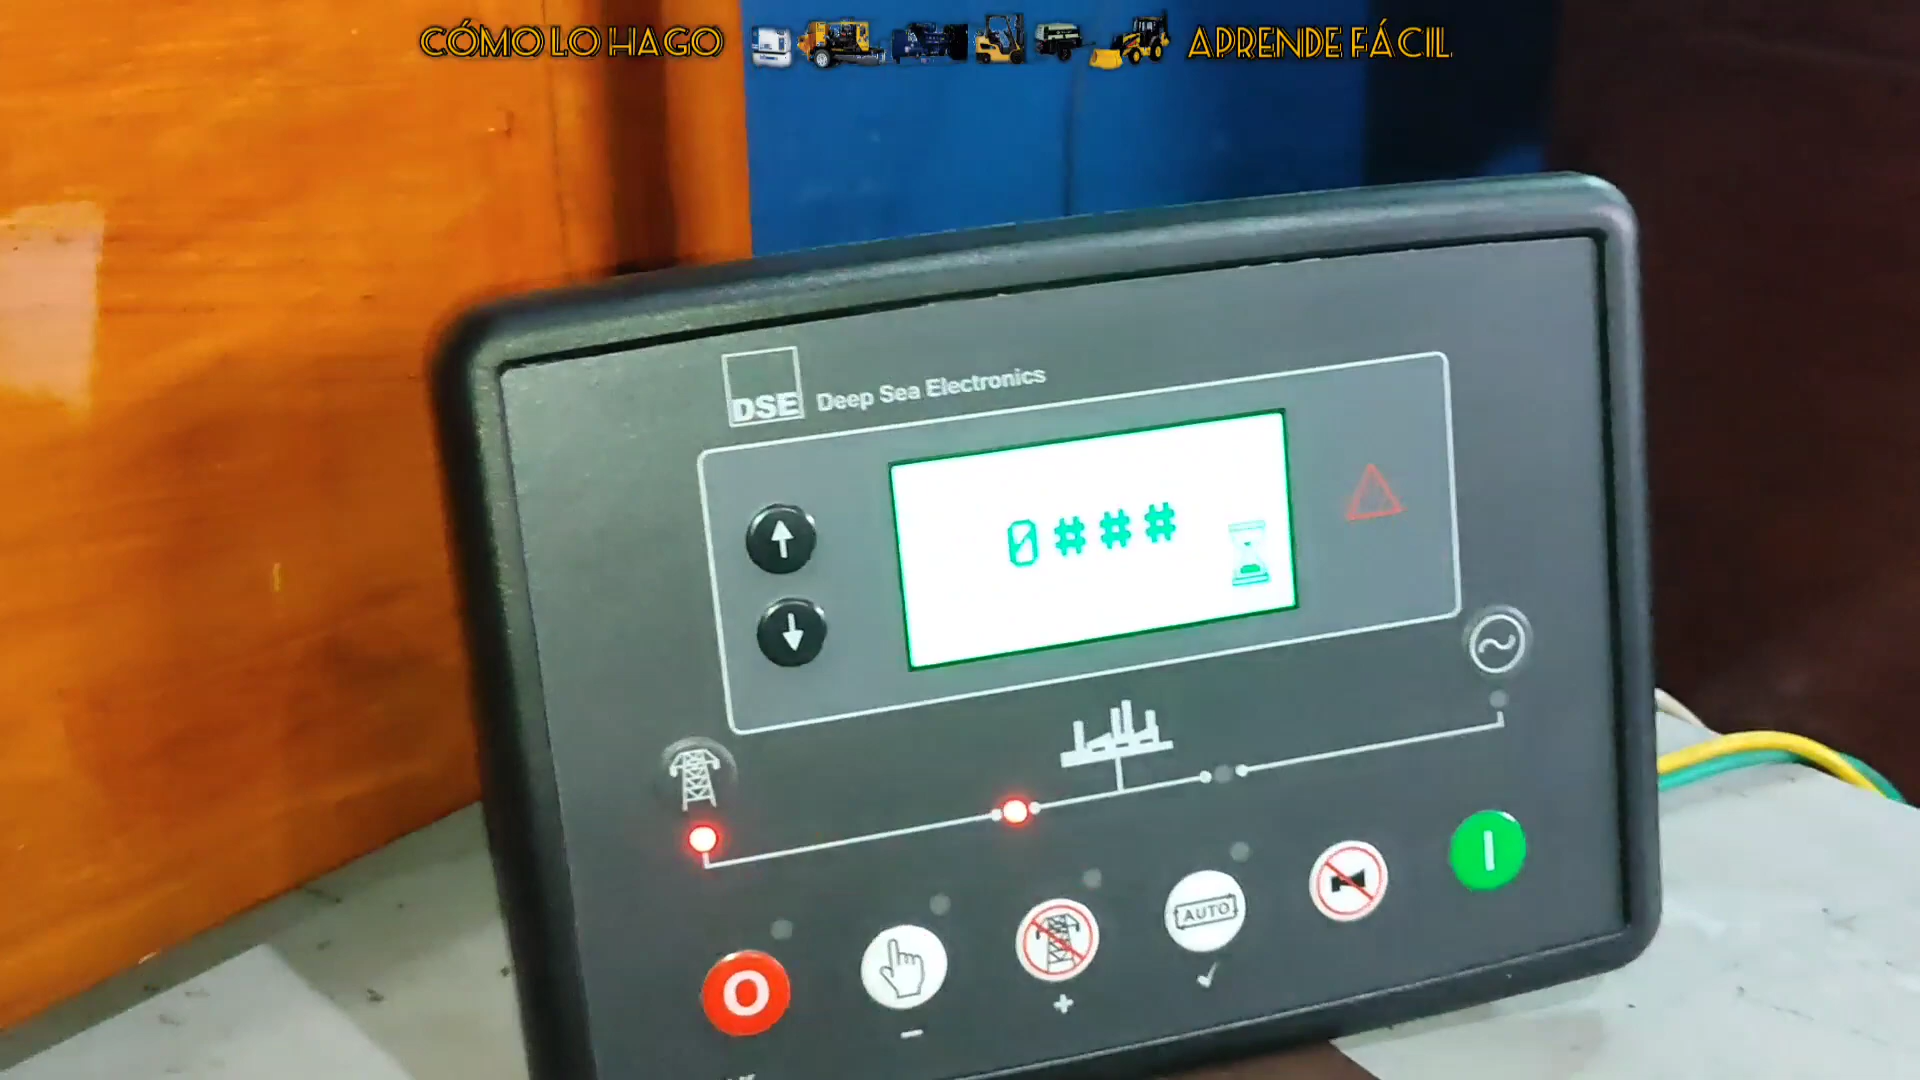 CÓMO LO HAGO APRENDE FÁCIL
DSE Deep Sea Electronics
0###
AUTO
O
I
-
+